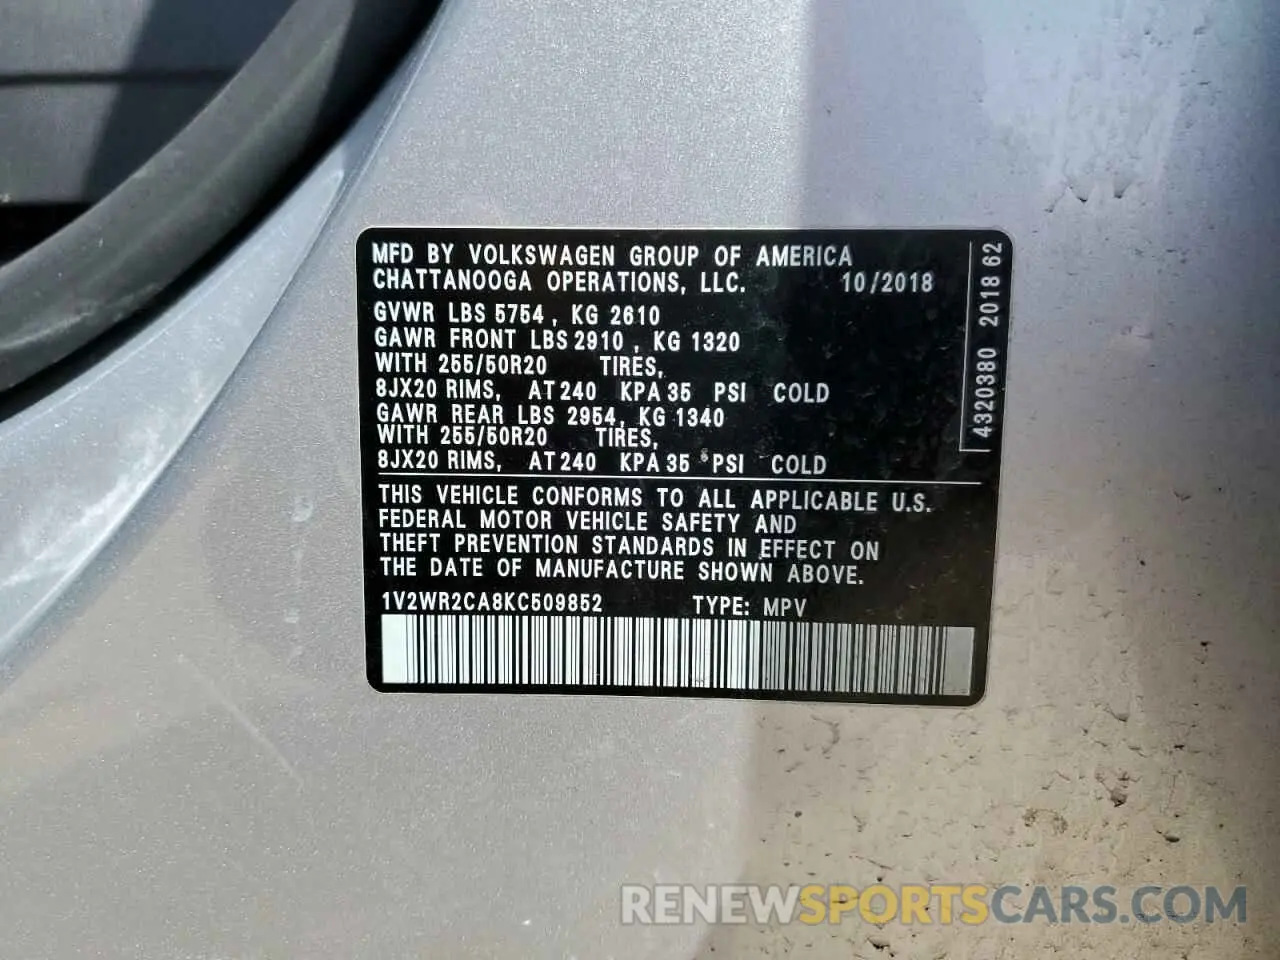 MFD BY VOLKSWAGEN GROUP OF AMERICA
CHATTANOOGA OPERATIONS, LLC. 10/2018
GVWR LBS 5754, KG 2610
GAWR FRONT LBS 2910, KG 1320
WITH 255/50R20 TIRES,
8JX20 RIMS, AT 240 KPA 35 PSI COLD
GAWR REAR LBS 2954, KG 1340
WITH 255/50R20 TIRES,
8JX20 RIMS, AT 240 KPA 35 PSI COLD
THIS VEHICLE CONFORMS TO ALL APPLICABLE U.S.
FEDERAL MOTOR VEHICLE SAFETY AND
THEFT PREVENTION STANDARDS IN EFFECT ON
THE DATE OF MANUFACTURE SHOWN ABOVE.
1V2WR2CA8KC509852 TYPE: MPV
4320380 2018 62
RENEWSPORTSCARS.COM